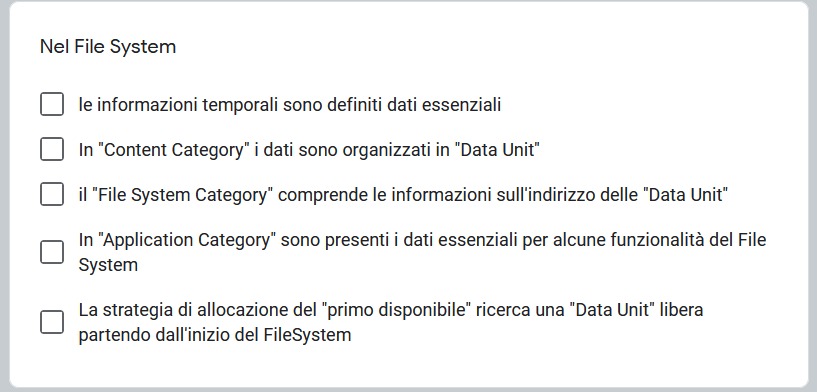 Nel File System
le informazioni temporali sono definiti dati essenziali
In "Content Category" i dati sono organizzati in "Data Unit"
il "File System Category" comprende le informazioni sull'indirizzo delle "Data Unit"
In "Application Category" sono presenti i dati essenziali per alcune funzionalità del File
System
La strategia di allocazione del "primo disponibile" ricerca una "Data Unit" libera
partendo dall'inizio del FileSystem